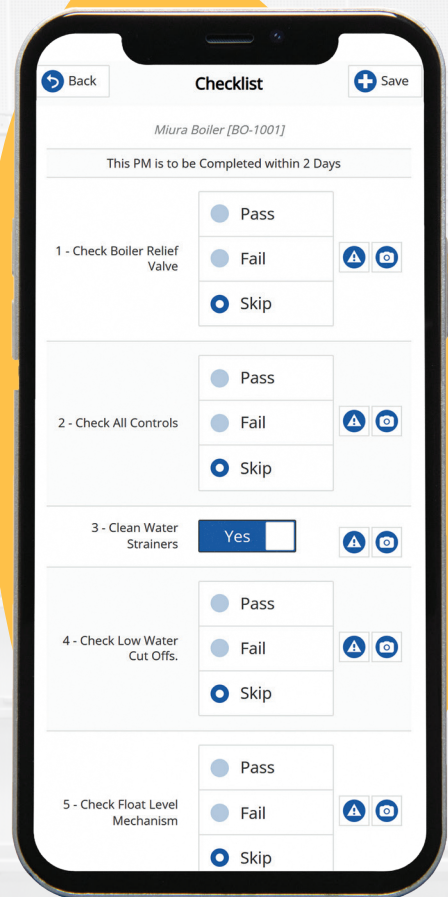 Back
Checklist
Save
Miura Boiler [BO-1001]
This PM is to be Completed within 2 Days
1 - Check Boiler Relief
Valve
Pass
Fail
Skip
2 - Check All Controls
Pass
Fail
Skip
3 - Clean Water
Strainers
Yes
4 - Check Low Water
Cut Offs.
Pass
Fail
Skip
5 - Check Float Level
Mechanism
Pass
Fail
Skip